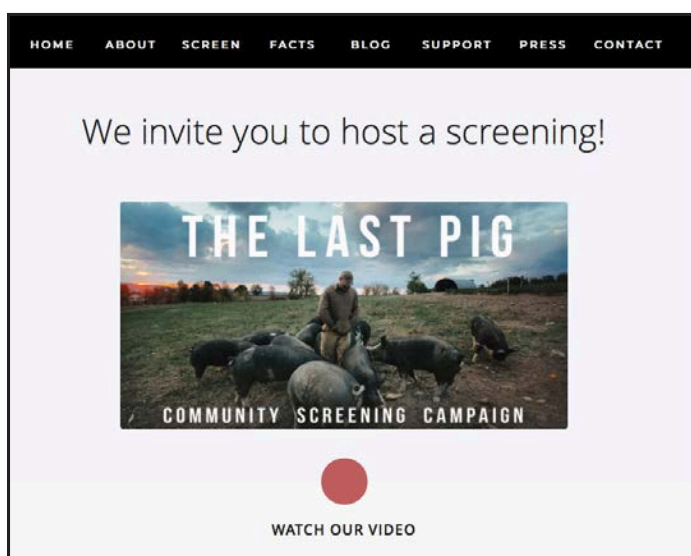 HOME ABOUT SCREEN FACTS BLOG SUPPORT PRESS CONTACT
We invite you to host a screening!
THE LAST PIG
COMMUNITY SCREENING CAMPAIGN
WATCH OUR VIDEO